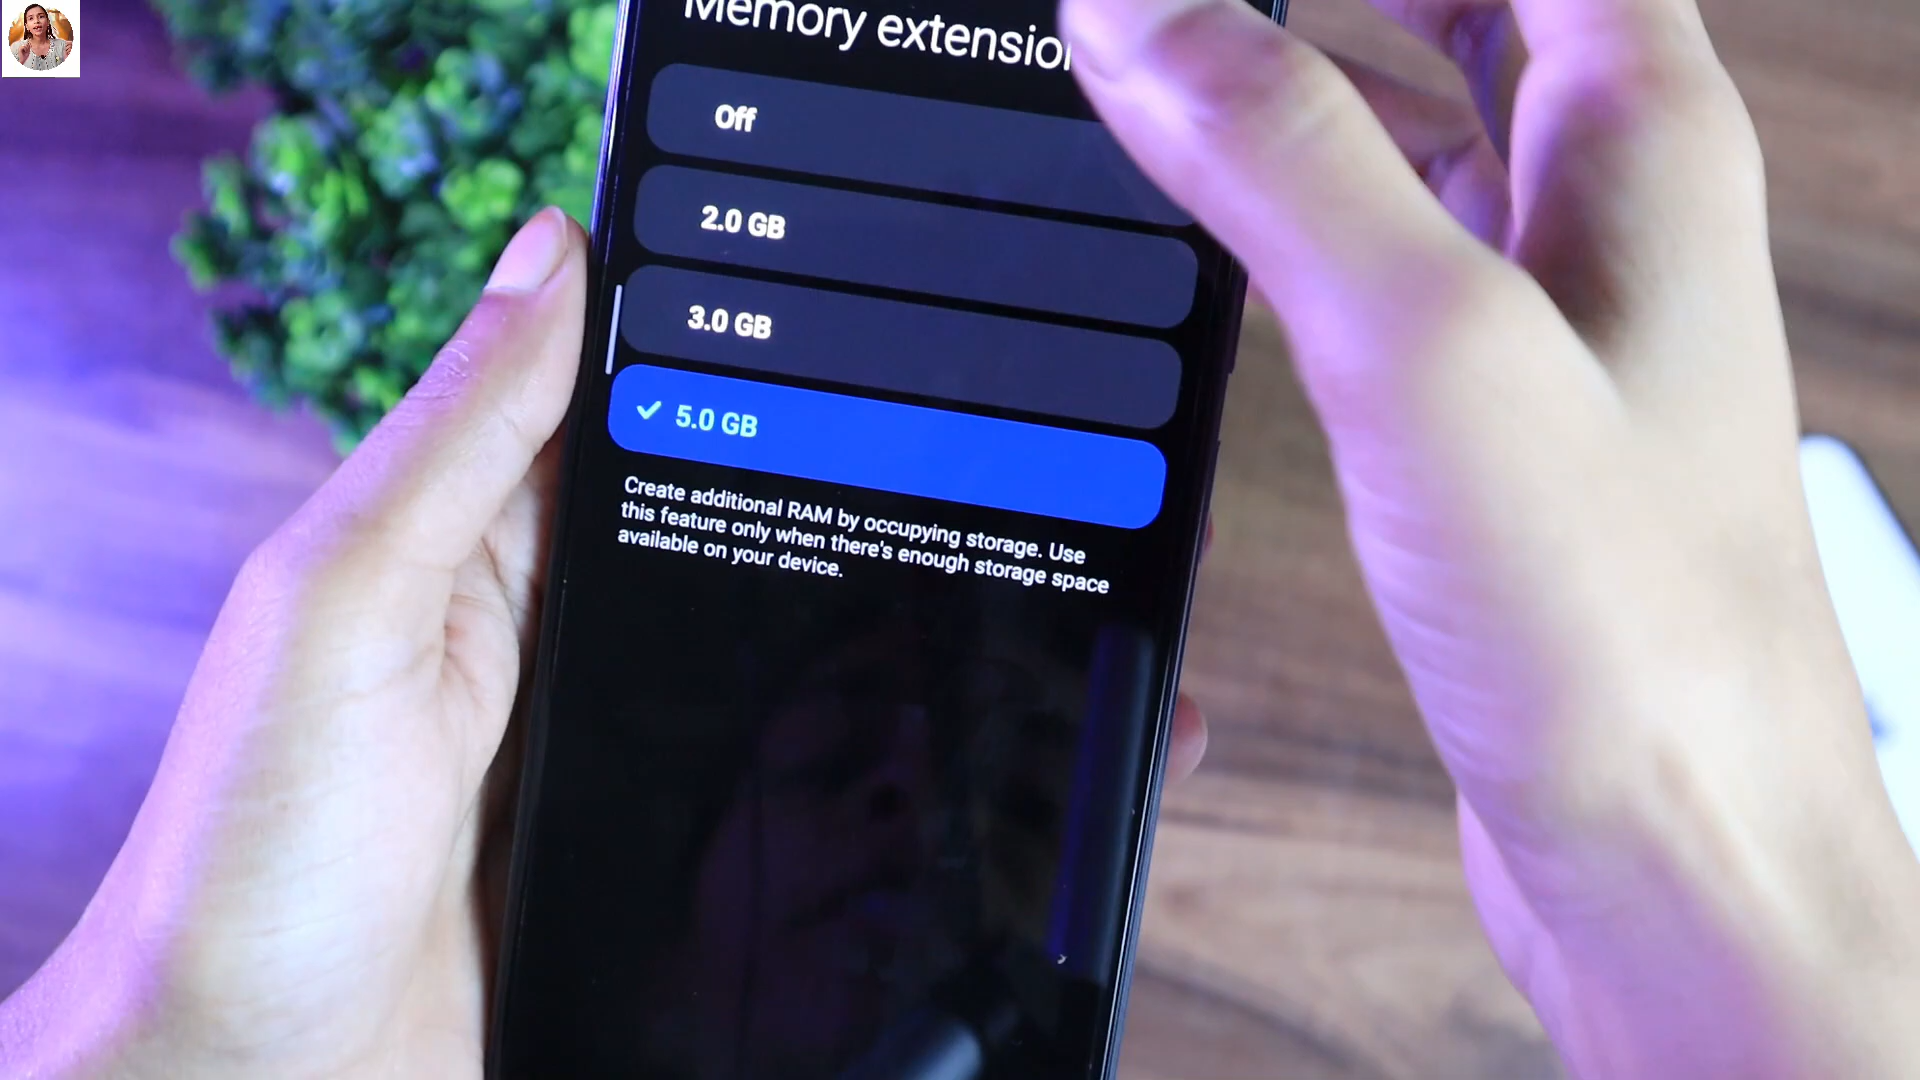 Memory extension
Off
2.0 GB
3.0 GB
5.0 GB
Create additional RAM by occupying storage. Use
this feature only when there's enough storage space
available on your device.